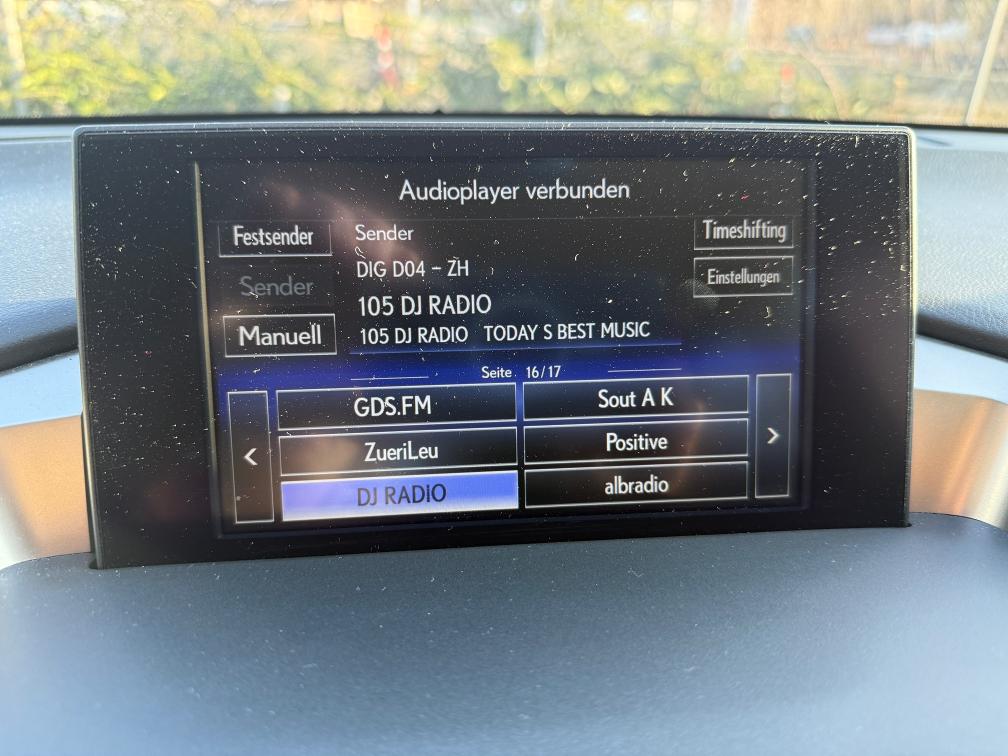 Audioplayer verbunden
Festsender
Sender
Timeshifting
DIG D04 – ZH
Sender
Einstellungen
105 DJ RADIO
Manuell
105 DJ RADIO TODAY S BEST MUSIC
Seite 16/17
<
GDS.FM
Sout A K
>
ZueriLeu
Positive
DJ RADIO
albradio